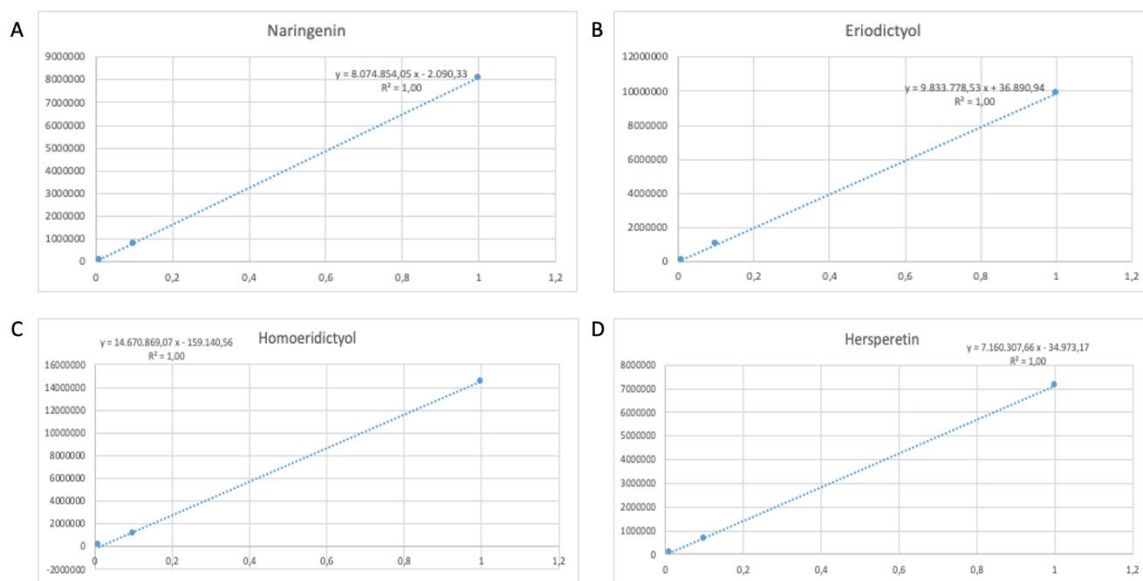 A
Naringenin
y = 8.074.854,05 x - 2.090,33
R² = 1,00
9000000
8000000
7000000
6000000
5000000
4000000
3000000
2000000
1000000
0
0 0,2 0,4 0,6 0,8 1 1,2
B
Eriodictyol
y = 9.833.778,53 x + 36.890,94
R² = 1,00
12000000
10000000
8000000
6000000
4000000
2000000
0
0 0,2 0,4 0,6 0,8 1 1,2
C
Homoeridictyol
y = 14.670.869,07 x - 159.140,56
R² = 1,00
16000000
14000000
12000000
10000000
8000000
6000000
4000000
2000000
0
-2000000
0 0,2 0,4 0,6 0,8 1 1,2
D
Hersperetin
y = 7.160.307,66 x - 34.973,17
R² = 1,00
8000000
7000000
6000000
5000000
4000000
3000000
2000000
1000000
0
0 0,2 0,4 0,6 0,8 1 1,2